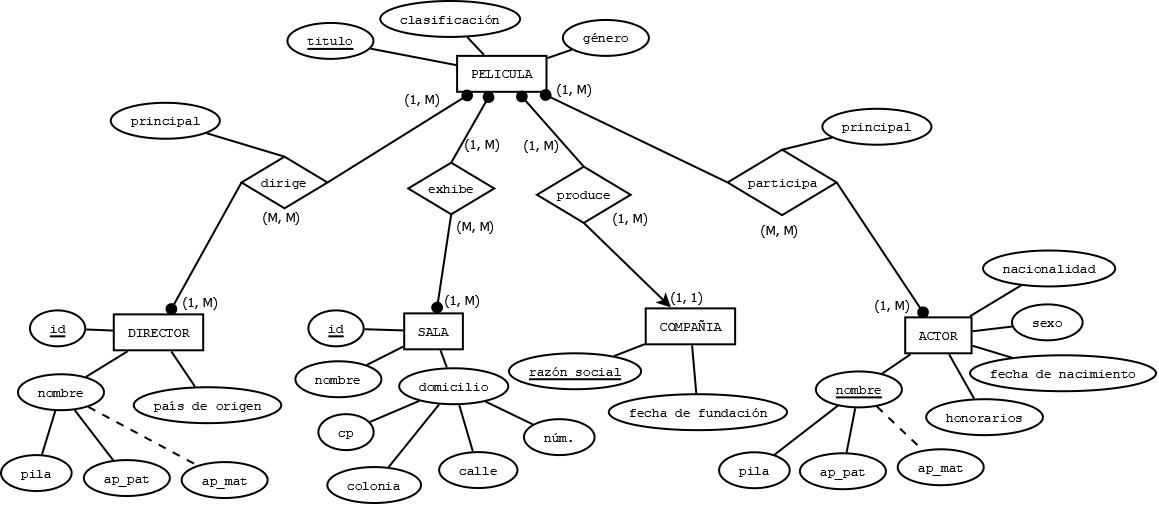 clasificación
titulo
género
PELICULA
(1, M)
(1, M)
principal
principal
(1, M)
(1, M)
dirige
exhibe
produce
participa
(M, M)
(M, M)
(1, M)
(M, M)
nacionalidad
(1, M)
(1, M)
(1, 1)
(1, M)
id
DIRECTOR
id
SALA
COMPAÑIA
ACTOR
sexo
nombre
país de origen
nombre
domicilio
razón social
fecha de fundación
nombre
fecha de nacimiento
honorarios
cp
núm.
pila
ap_pat
ap_mat
colonia
calle
pila
ap_pat
ap_mat